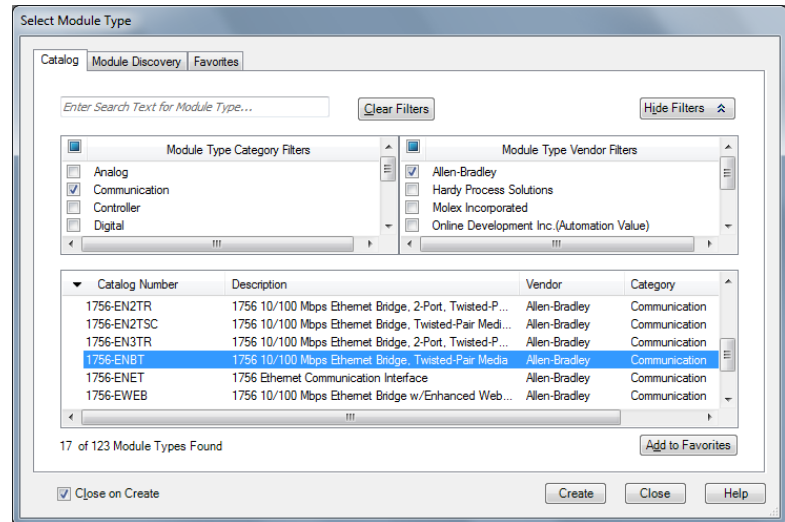 Select Module Type
Catalog Module Discovery Favorites
Enter Search Text for Module Type... Clear Filters Hide Filters
Module Type Category Filters Module Type Vendor Filters
Analog Allen-Bradley
Communication Hardy Process Solutions
Controller Molex Incorporated
Digital Online Development Inc.(Automation Value)
Catalog Number Description Vendor Category
1756-EN2TR 1756 10/100 Mbps Ethernet Bridge, 2-Port, Twisted-P... Allen-Bradley Communication
1756-EN2TSC 1756 10/100 Mbps Ethernet Bridge, Twisted-Pair Medi... Allen-Bradley Communication
1756-EN3TR 1756 10/100 Mbps Ethernet Bridge, 2-Port, Twisted-P... Allen-Bradley Communication
1756-ENBT 1756 10/100 Mbps Ethernet Bridge, Twisted-Pair Media Allen-Bradley Communication
1756-ENET 1756 Ethernet Communication Interface Allen-Bradley Communication
1756-EWEB 1756 10/100 Mbps Ethernet Bridge w/Enhanced Web... Allen-Bradley Communication
17 of 123 Module Types Found Add to Favorites
Close on Create Create Close Help